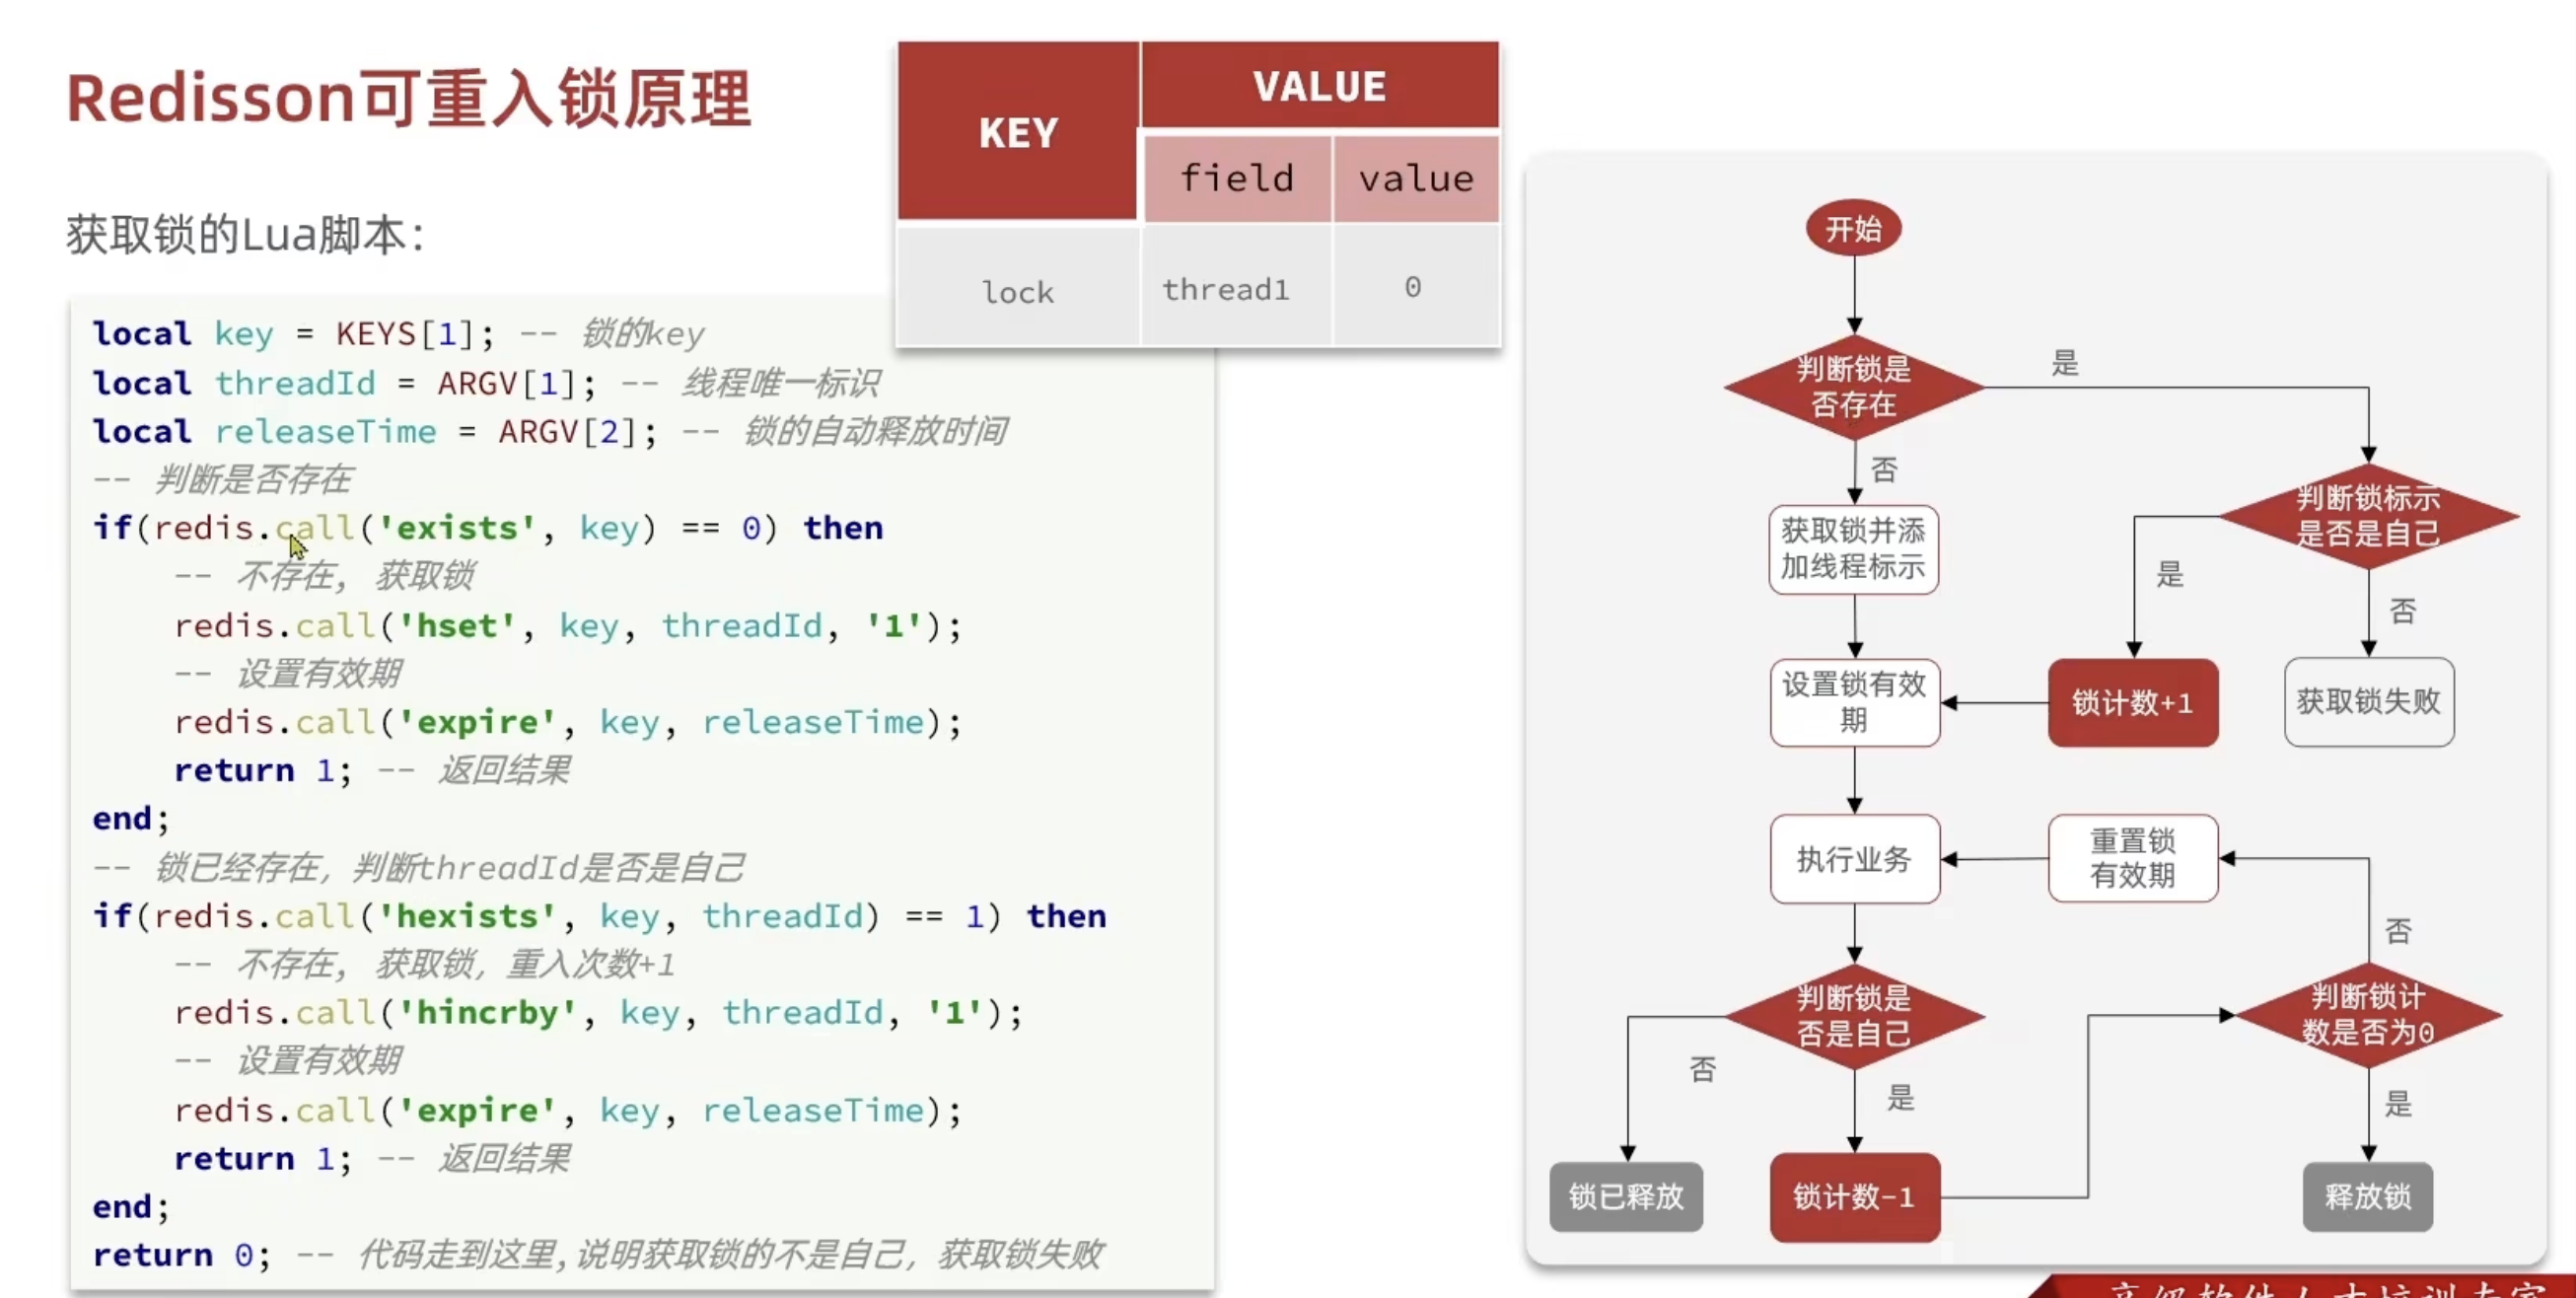 Redisson可重入锁原理
KEY
VALUE
field
value
lock
thread1
0
获取锁的Lua脚本：
local key = KEYS[1]; -- 锁的key
local threadId = ARGV[1]; -- 线程唯一标识
local releaseTime = ARGV[2]; -- 锁的自动释放时间
-- 判断是否存在
if(redis.call('exists', key) == 0) then
-- 不存在, 获取锁
redis.call('hset', key, threadId, '1');
-- 设置有效期
redis.call('expire', key, releaseTime);
return 1; -- 返回结果
end;
-- 锁已经存在，判断threadId是否是自己
if(redis.call('hexists', key, threadId) == 1) then
-- 不存在, 获取锁，重入次数+1
redis.call('hincrby', key, threadId, '1');
-- 设置有效期
redis.call('expire', key, releaseTime);
return 1; -- 返回结果
end;
return 0; -- 代码走到这里,说明获取锁的不是自己，获取锁失败
开始
判断锁是
否存在
是
否
判断锁标示
是否是自己
获取锁并添
加线程标示
是
否
设置锁有效
期
锁计数+1
获取锁失败
执行业务
重置锁
有效期
否
判断锁是
否是自己
判断锁计
数是否为0
否
是
是
锁已释放
锁计数-1
释放锁
高级软件人才培训专家